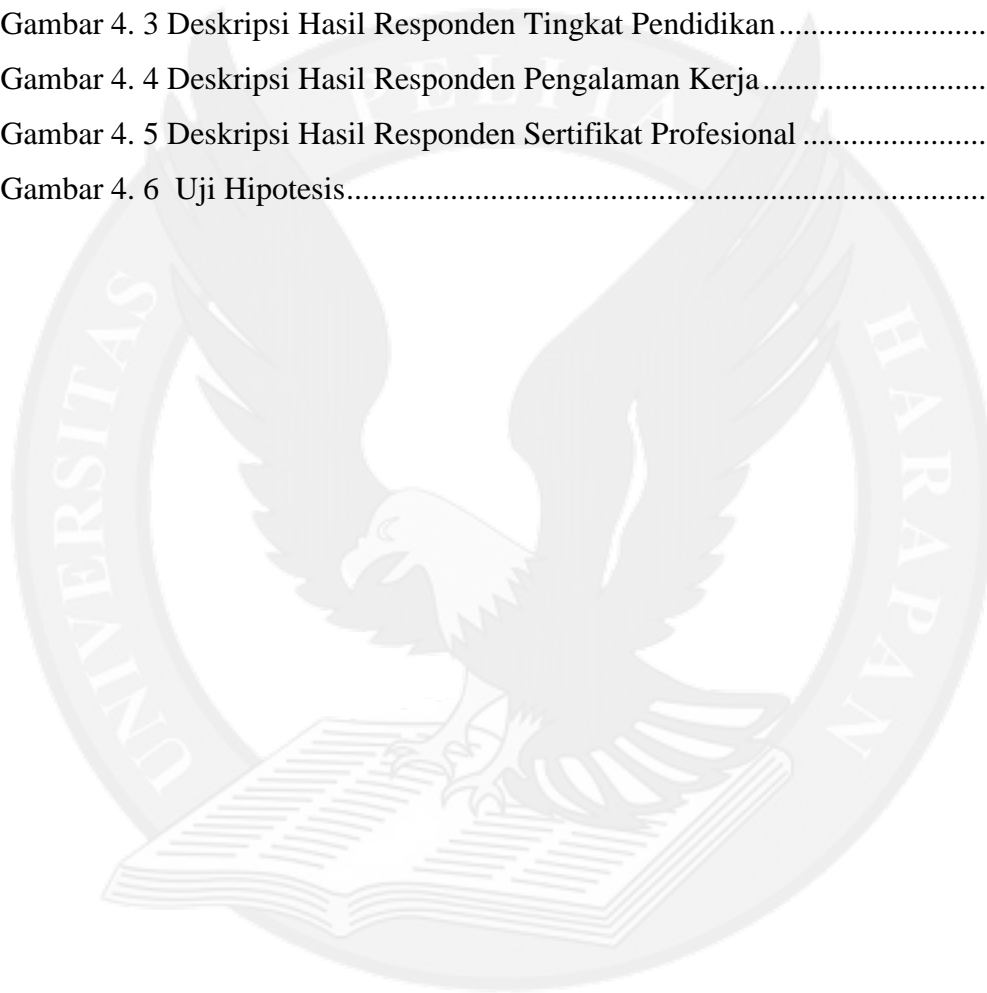 Gambar 4. 3 Deskripsi Hasil Responden Tingkat Pendidikan..........................
Gambar 4. 4 Deskripsi Hasil Responden Pengalaman Kerja............................
Gambar 4. 5 Deskripsi Hasil Responden Sertifikat Profesional .......................
Gambar 4. 6  Uji Hipotesis................................................................................
UNIVERSITAS PELITA HARAPAN